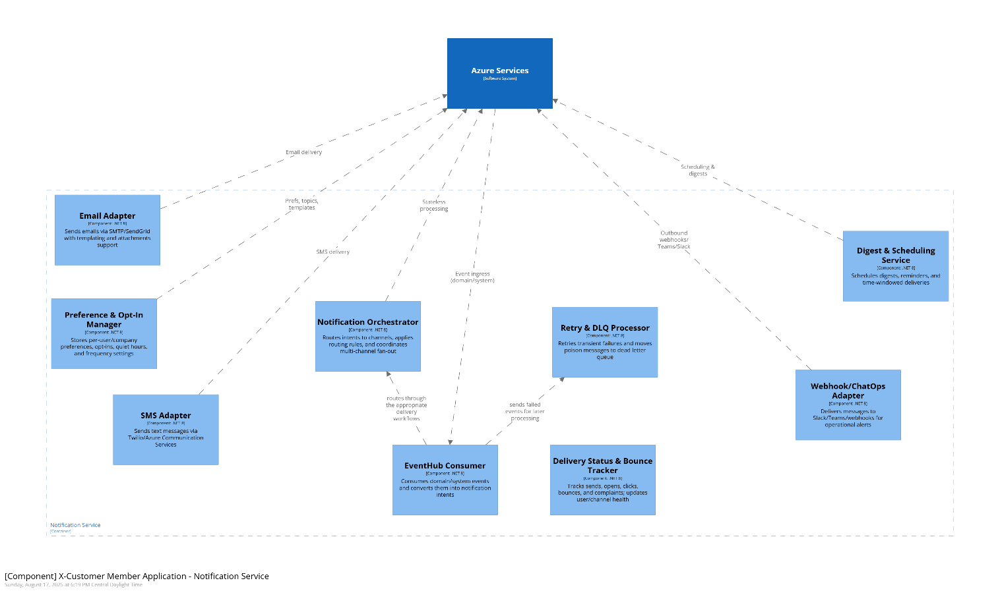 Azure Services
[Software System]
Email delivery
Scheduling &
digests
Prefs, topics,
templates
Stateless
processing
Email Adapter
[Component: .NET 8]
Sends emails via SMTP/SendGrid
with templating and attachments
support
SMS delivery
Outbound
webhooks/
Teams/Slack
Event ingress
(domain/system)
Digest & Scheduling
Service
[Component: .NET 8]
Schedules digests, reminders, and
time-windowed deliveries
Preference & Opt-In
Manager
[Component: .NET 8]
Stores per-user/company
preferences, opt-ins, quiet hours,
and frequency settings
Notification Orchestrator
[Component: .NET 8]
Routes intents to channels, applies
routing rules, and coordinates
multi-channel fan-out
Retry & DLQ Processor
[Component: .NET 8]
Retries transient failures and moves
poison messages to dead letter
queue
routes through
the appropriate
delivery
workflows
sends failed
events for later
processing
Webhook/ChatOps
Adapter
[Component: .NET 8]
Delivers messages to
Slack/Teams/webhooks for
operational alerts
SMS Adapter
[Component: .NET 8]
Sends text messages via
Twilio/Azure Communication
Services
EventHub Consumer
[Component: .NET 8]
Consumes domain/system events
and converts them into notification
intents
Delivery Status & Bounce
Tracker
[Component: .NET 8]
Tracks sends, opens, clicks,
bounces, and complaints; updates
user/channel health
Notification Service
[Container]
[Component] X-Customer Member Application - Notification Service
Sunday, August 17, 2025 at 6:19 PM Central Daylight Time